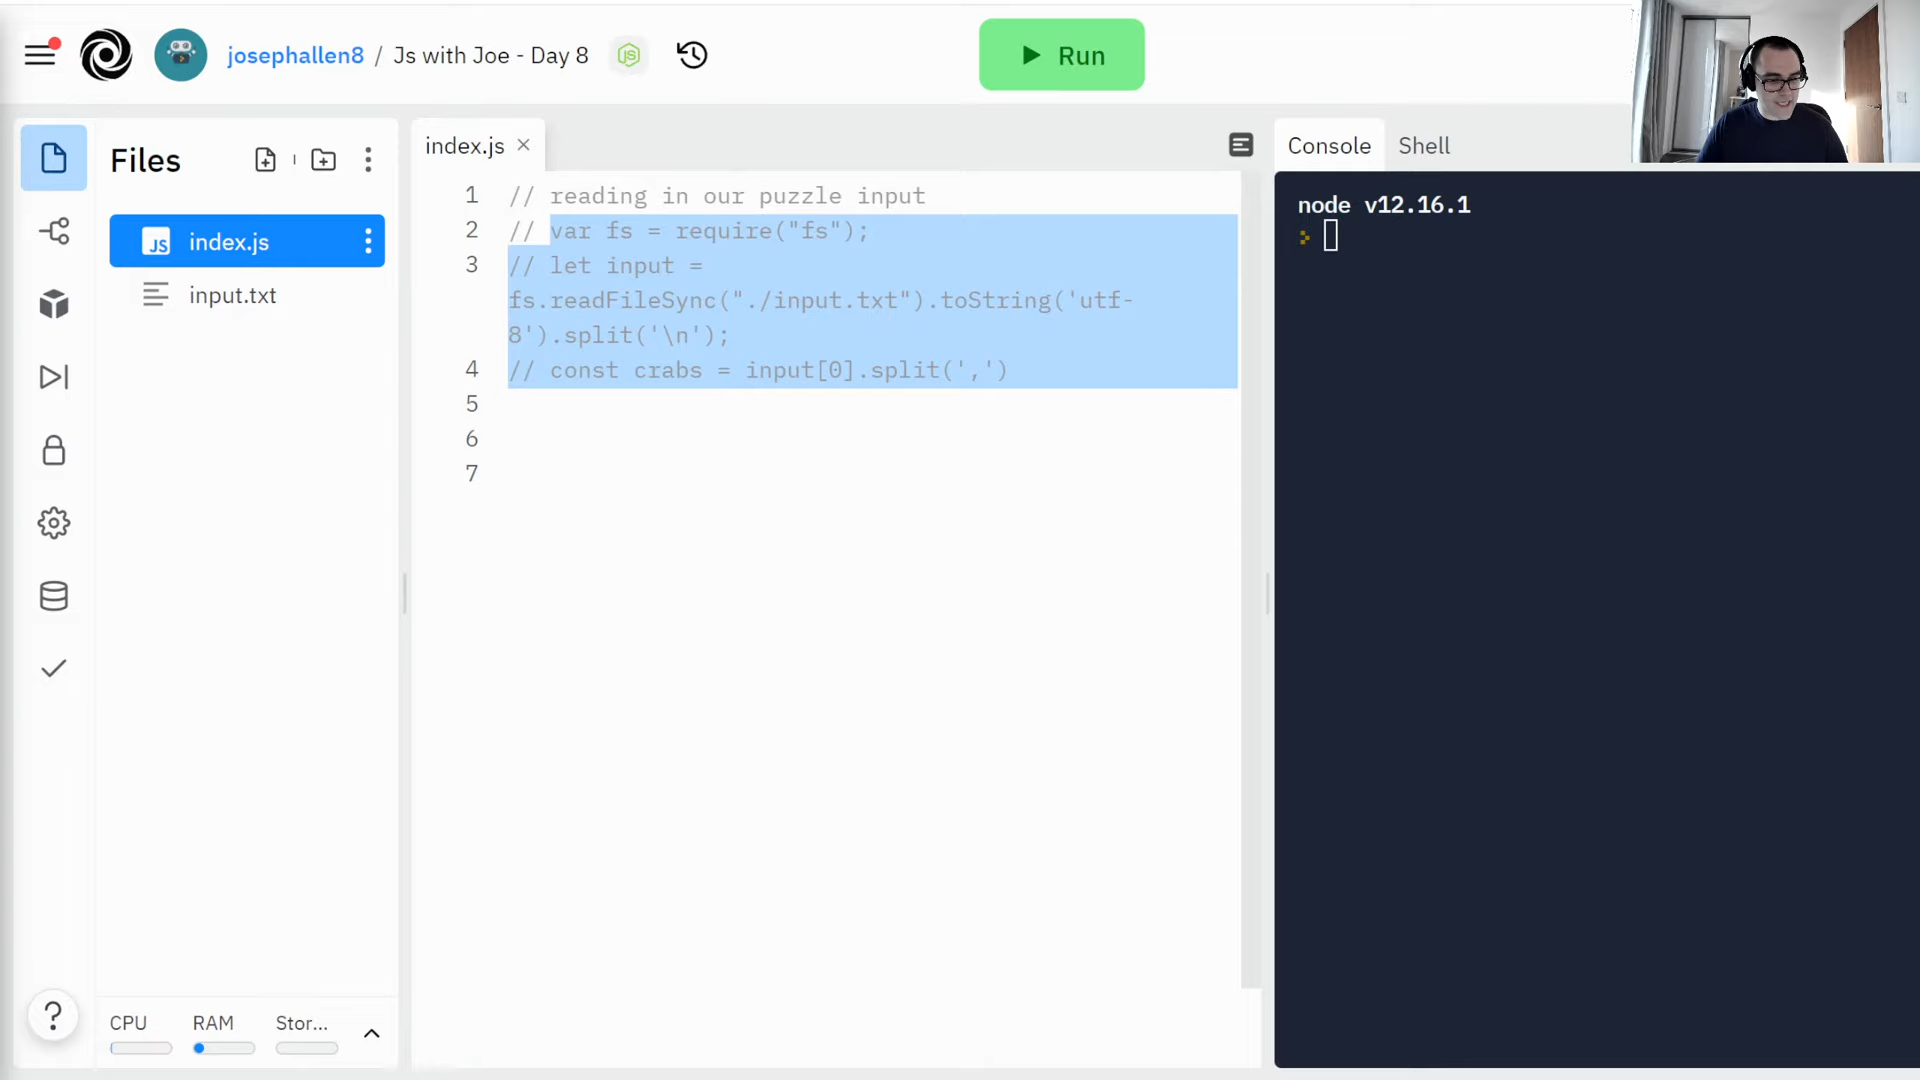 josephallen8 / Js with Joe - Day 8
Run
Files
index.js
input.txt
index.js
1 // reading in our puzzle input
2 // var fs = require("fs");
3 // let input =
fs.readFileSync("./input.txt").toString('utf-
8').split('\n');
4 // const crabs = input[0].split(',')
5
6
7
Console
Shell
node v12.16.1
CPU
RAM
Stor...